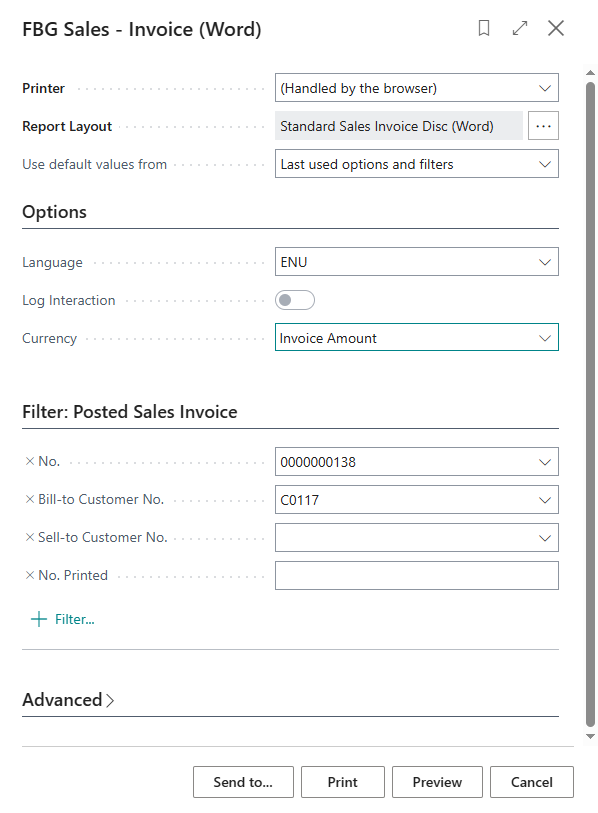 FBG Sales - Invoice (Word)
Printer (Handled by the browser)
Report Layout Standard Sales Invoice Disc (Word) ...
Use default values from Last used options and filters
Options
Language ENU
Log Interaction
Currency Invoice Amount
Filter: Posted Sales Invoice
× No. 0000000138
× Bill-to Customer No. C0117
× Sell-to Customer No.
× No. Printed
+ Filter...
Advanced >
Send to... Print Preview Cancel